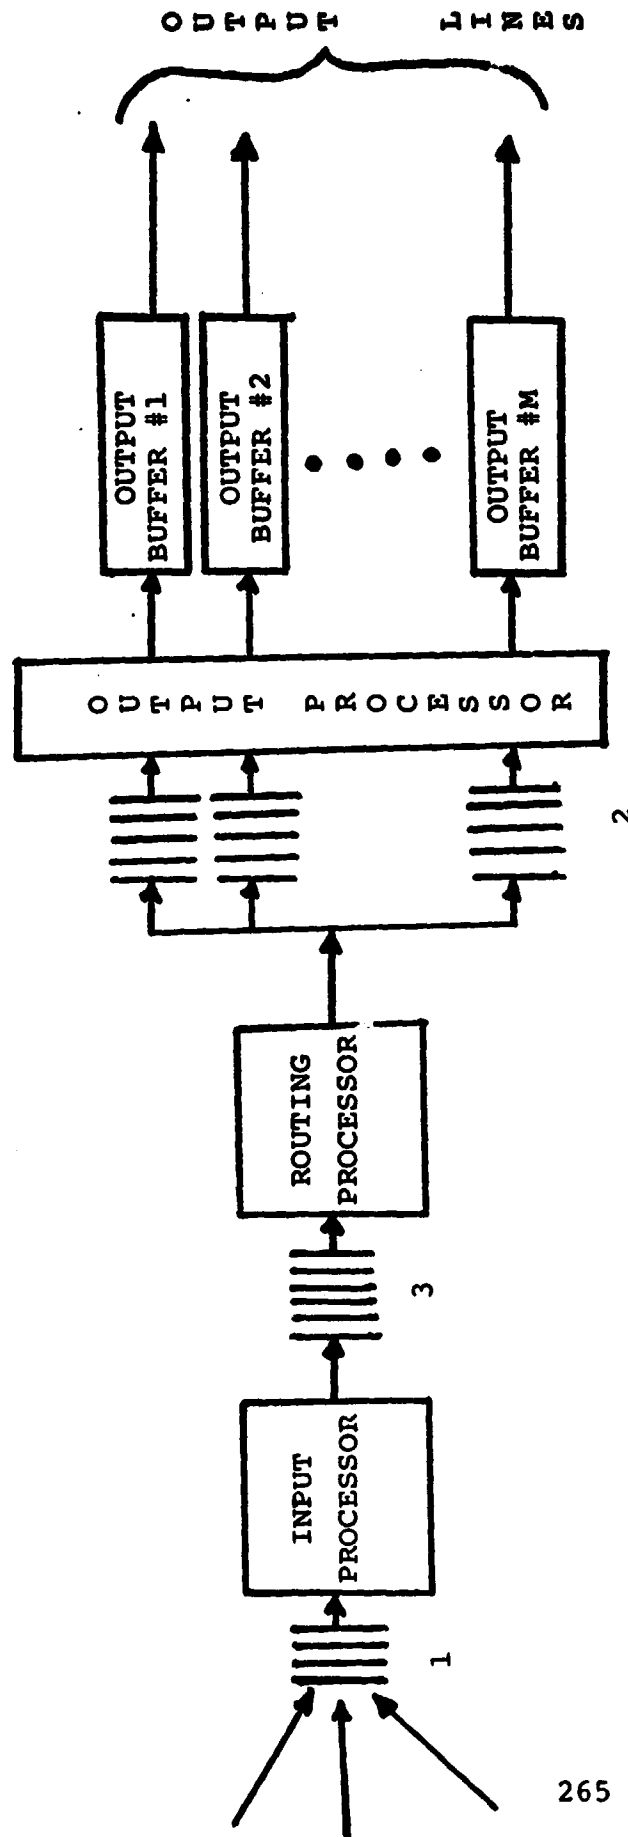 1
INPUT
PROCESSOR
3
ROUTING
PROCESSOR
2
OUTPUT PROCESSOR
OUTPUT
BUFFER #1
OUTPUT
BUFFER #2
OUTPUT
BUFFER #M
OUTPUT LINES
265